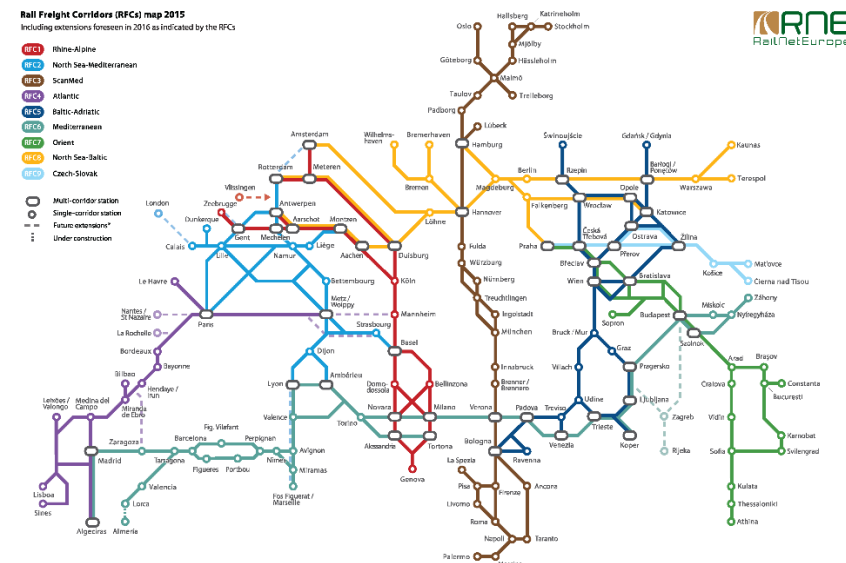 Rail Freight Corridors (RFCs) map 2015
Including extensions foreseen in 2016 as indicated by the RFCs
RNE
RailNetEurope
RFC1 Rhine-Alpine
RFC2 North Sea-Mediterranean
RFC3 ScanMed
RFC4 Atlantic
RFC5 Baltic-Adriatic
RFC6 Mediterranean
RFC7 Orient
RFC8 North Sea-Baltic
RFC9 Czech-Slovak
Multi-corridor station
Single-corridor station
Future extensions*
Under construction
Hallsberg
Katrineholm
Oslo
Stockholm
Mjölby
Göteborg
Hässleholm
Malmö
Taulov
Trelleborg
Padborg
Lübeck
Hamburg
Amsterdam
Wilhelms-
haven
Bremerhaven
Świnoujście
Gdańsk / Gdynia
Kaunas
Rotterdam
Meteren
Bremen
Magdeburg
Berlin
Rzepin
Warszawa
Terespol
Vlissingen
Zeebrugge
Antwerpen
London
Dunkerque
Aarschot
Montzen
Löhne
Hannover
Falkenberg
Wrocław
Opole
Katowice
Gent
Mechelen
Calais
Lille
Namur
Liège
Aachen
Duisburg
Fulda
Praha
Česká
Třebová
Ostrava
Přerov
Žilina
Košice
Mat'ovce
Čierna nad Tisou
Würzburg
Břeclav
Le Havre
Bettembourg
Köln
Nürnberg
Wien
Bratislava
Treuchtlingen
Metz /
Woippy
Nantes /
St Nazaire
Paris
Strasbourg
Mannheim
Ingolstadt
Sopron
Budapest
Miskolc
Záhony
Nyíregyháza
La Rochelle
München
Bruck / Mur
Szolnok
Bordeaux
Dijon
Basel
Graz
Bayonne
Innsbruck
Villach
Pragersko
Arad
Brașov
Bilbao
Hendaye /
Irun
Lyon
Ambérieu
Domo-
dossola
Bellinzona
Brenner /
Brennero
Craiova
Constanta
București
Leixões /
Valongo
Medina del
Campo
Miranda
de Ebro
Valence
Torino
Novara
Milano
Verona
Padova
Treviso
Udine
Ljubljana
Zagreb
Vidin
Zaragoza
Barcelona
Fig. Vilafant
Perpignan
Avignon
Alessandria
Tortona
Bologna
Venezia
Trieste
Koper
Rijeka
Sofia
Kernobat
Svilengrad
Madrid
Tarragona
Figueres
Portbou
Nimes
Miramas
Genova
La Spezia
Ravenna
Lisboa
Sines
Valencia
Lorca
Fos Figuerat /
Marseille
Pisa
Firenze
Ancona
Kulata
Livorno
Thessaloniki
Algeciras
Almería
Roma
Athina
Napoli
Taranto
Palermo